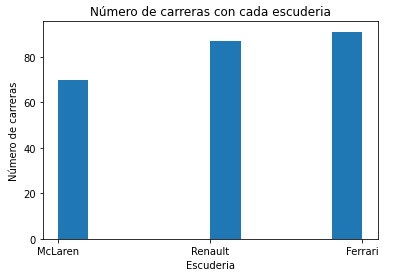 Número de carreras con cada escuderia
Número de carreras
80
60
40
20
0
McLaren Renault Ferrari
Escuderia